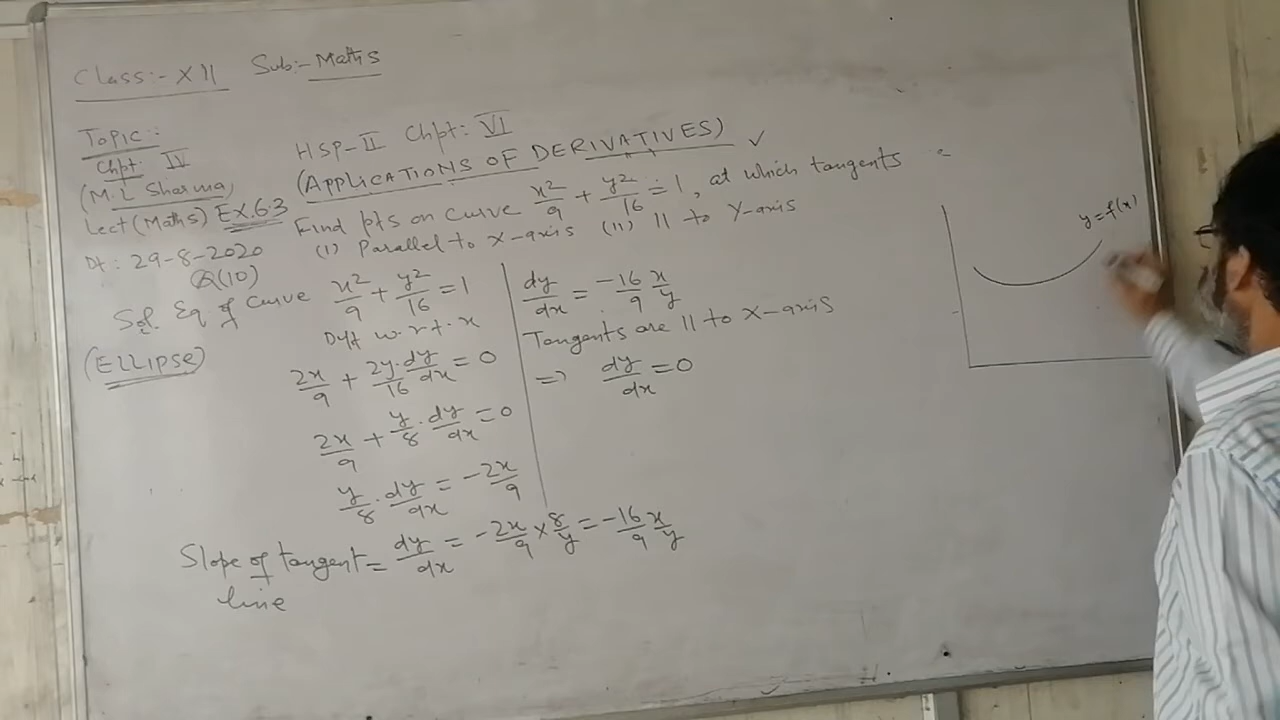 Class:- XII Sub:- Maths
Topic:
Chpt: IV
(M.L Sharma)
Lect (Maths)
Dt: 29-8-2020
HSP-II Chpt: VI
(APPLICATIONS OF DERIVATIVES) ✓
EX.6.3
Find pts on curve x²/9 + y²/16 = 1, at which tangents
(i) Parallel to X-axis (ii) || to Y-axis
Q(10)
Sol. Eq of Curve x²/9 + y²/16 = 1
(ELLIPSE)
Diff w.r.t. x
2x/9 + 2y/16 . dy/dx = 0
2x/9 + y/8 . dy/dx = 0
y/8 . dy/dx = -2x/9
Slope of tangent = dy/dx = -2x/9 × 8/y = -16/9 x/y
line
dy/dx = -16/9 x/y
Tangents are || to X-axis
=> dy/dx = 0
y=f(x)